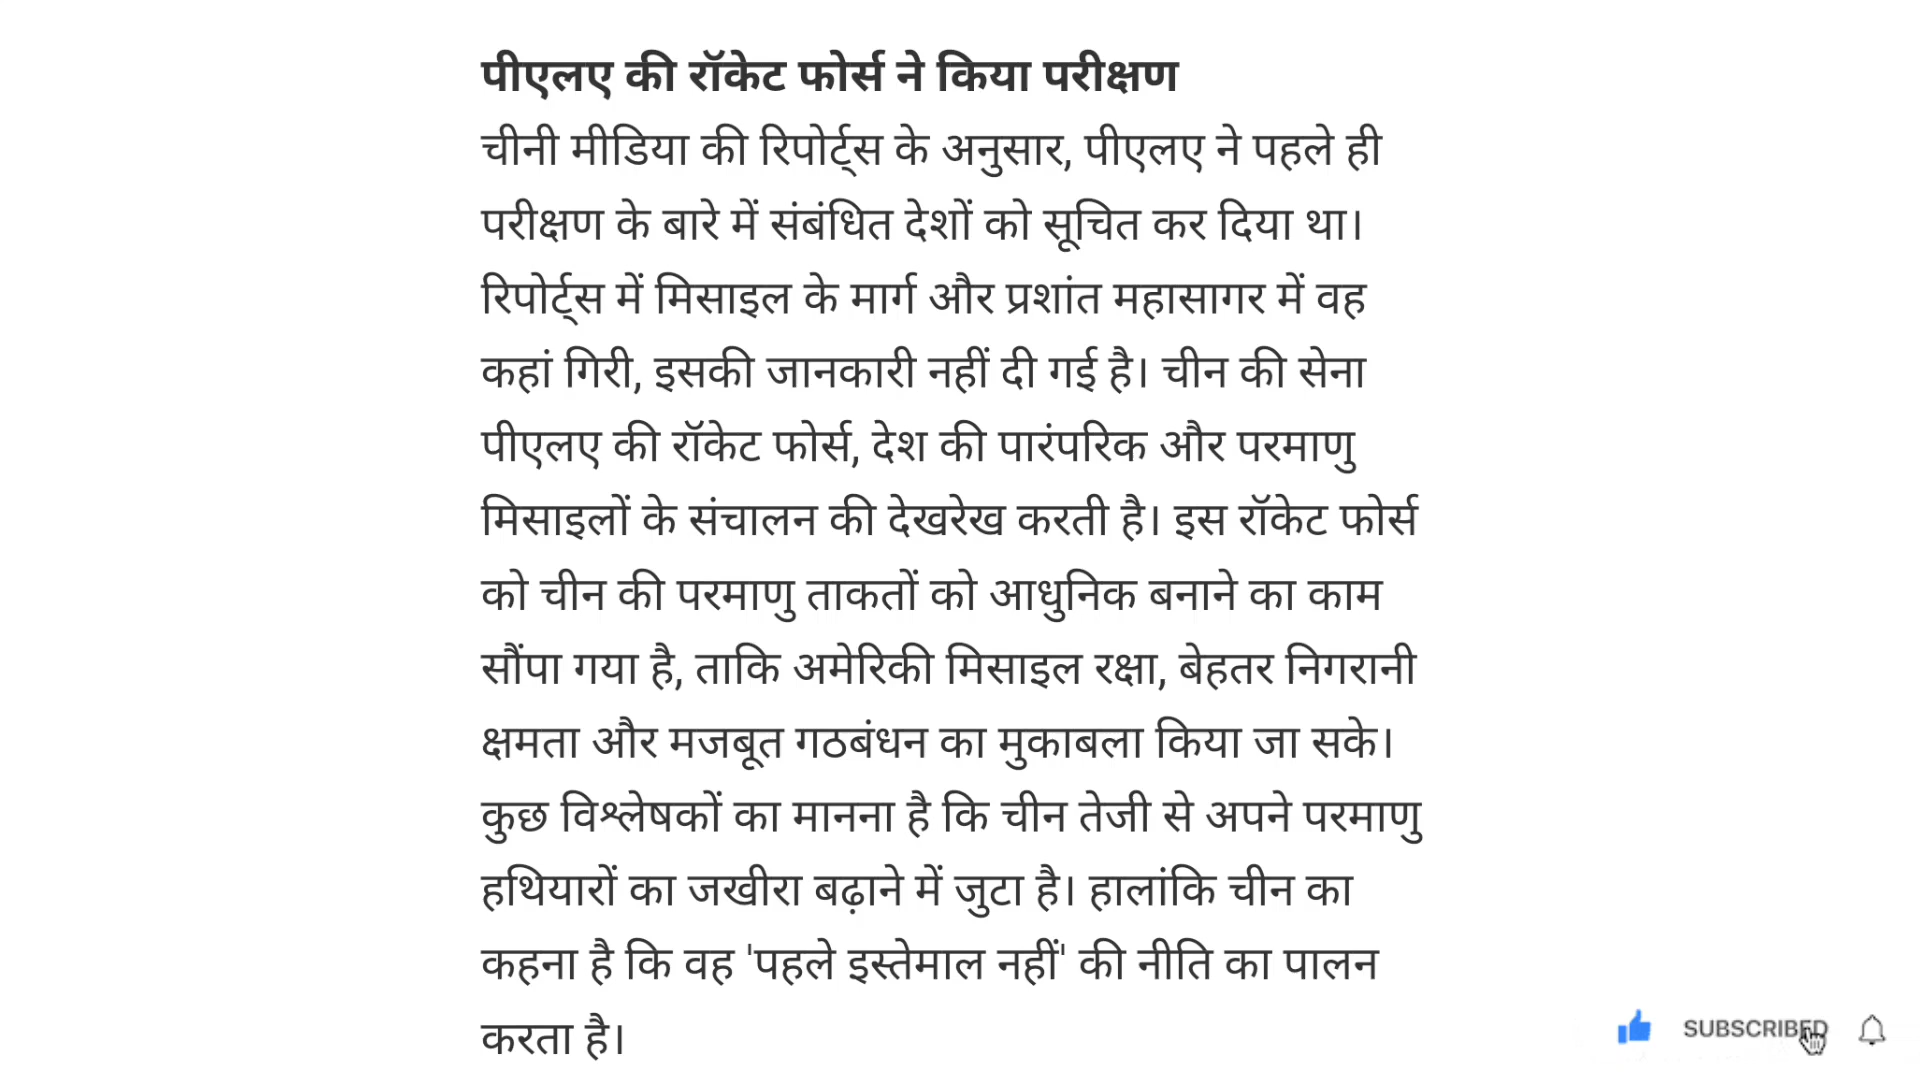 पीएलए की रॉकेट फोर्स ने किया परीक्षण
चीनी मीडिया की रिपोर्ट्स के अनुसार, पीएलए ने पहले ही
परीक्षण के बारे में संबंधित देशों को सूचित कर दिया था।
रिपोर्ट्स में मिसाइल के मार्ग और प्रशांत महासागर में वह
कहां गिरी, इसकी जानकारी नहीं दी गई है। चीन की सेना
पीएलए की रॉकेट फोर्स, देश की पारंपरिक और परमाणु
मिसाइलों के संचालन की देखरेख करती है। इस रॉकेट फोर्स
को चीन की परमाणु ताकतों को आधुनिक बनाने का काम
सौंपा गया है, ताकि अमेरिकी मिसाइल रक्षा, बेहतर निगरानी
क्षमता और मजबूत गठबंधन का मुकाबला किया जा सके।
कुछ विश्लेषकों का मानना है कि चीन तेजी से अपने परमाणु
हथियारों का जखीरा बढ़ाने में जुटा है। हालांकि चीन का
कहना है कि वह 'पहले इस्तेमाल नहीं' की नीति का पालन
करता है।
SUBSCRIBED